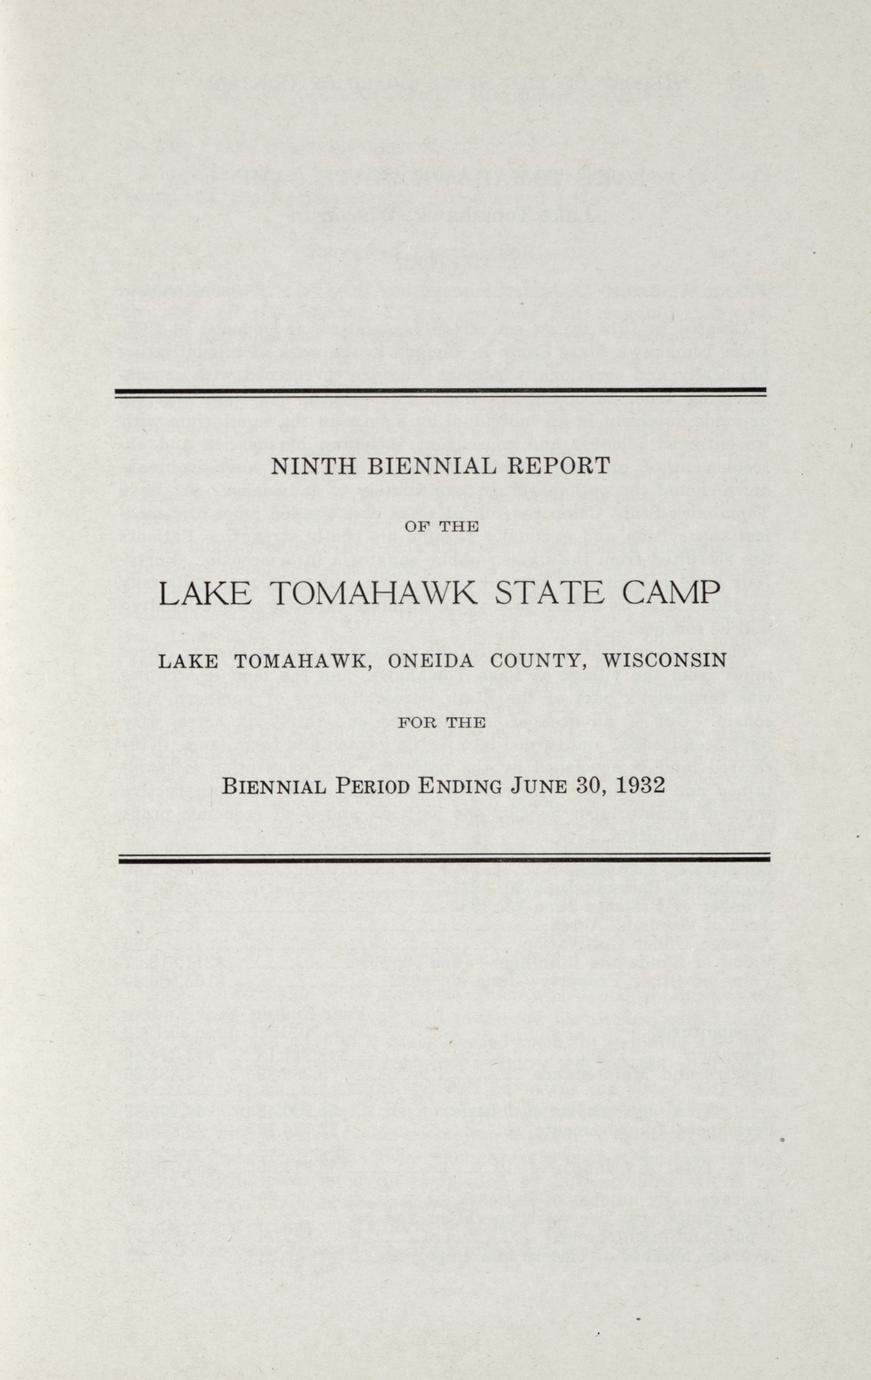 NINTH BIENNIAL REPORT
OF THE
LAKE TOMAHAWK STATE CAMP
LAKE TOMAHAWK, ONEIDA COUNTY, WISCONSIN
FOR THE
BIENNIAL PERIOD ENDING JUNE 30, 1932